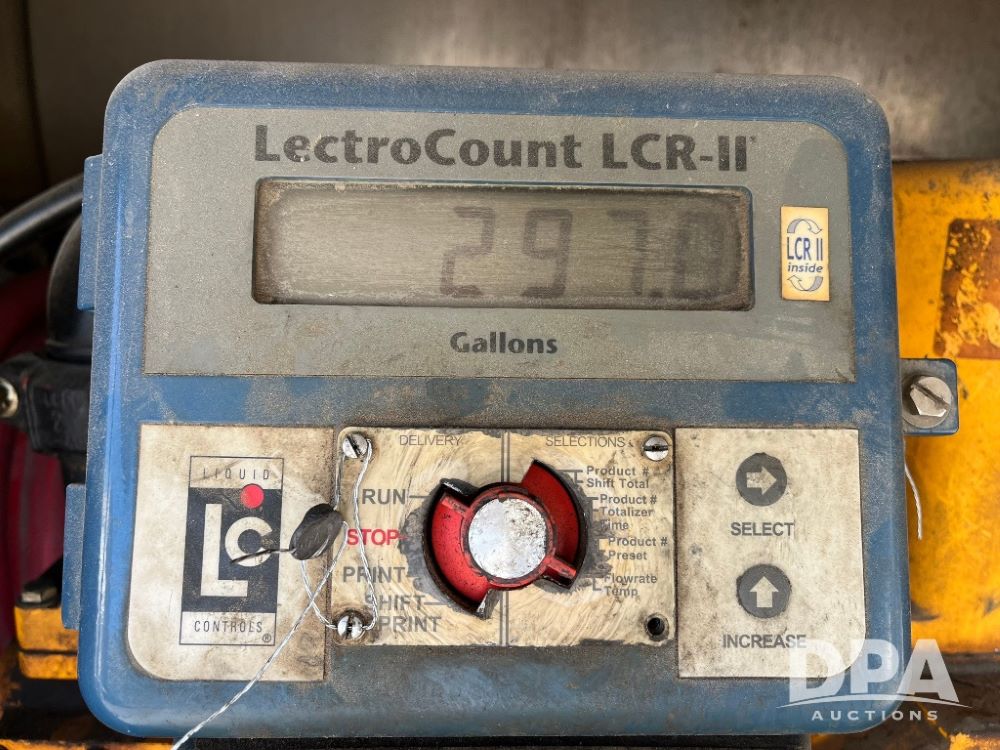 LectroCount LCR-II
297.0
LCR II
inside
Gallons
LIQUID
LC
CONTROLS ®
DELIVERY
RUN
STOP
PRINT
SHIFT
PRINT
SELECTIONS
Product #
Shift Total
Product #
Totalizer
Time
Product #
Preset
Flowrate
Temp
SELECT
INCREASE
DPA
AUCTIONS